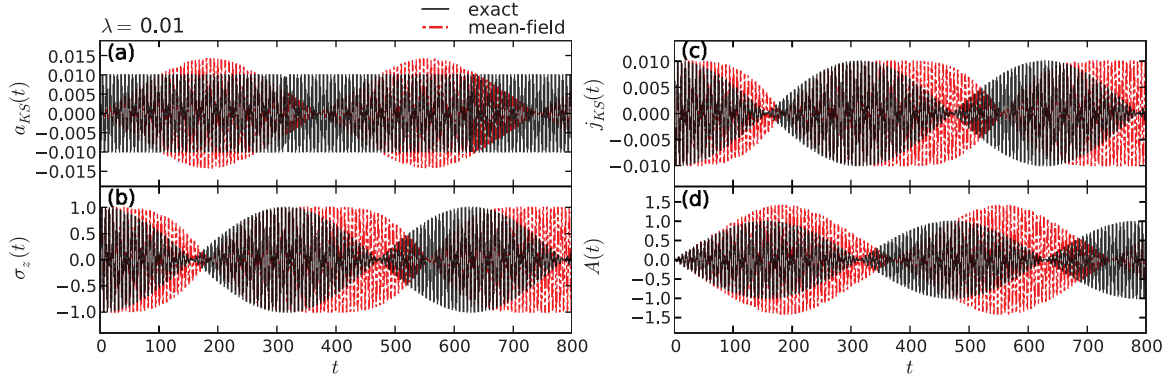 λ = 0.01
exact
mean-field
(a)
0.015
0.010
0.005
0.000
−0.005
−0.010
−0.015
a_KS(t)
(b)
1.0
0.5
0.0
−0.5
−1.0
σ_z(t)
0 100 200 300 400 500 600 700 800
t
(c)
0.010
0.005
0.000
−0.005
−0.010
j_KS(t)
(d)
1.5
1.0
0.5
0.0
−0.5
−1.0
−1.5
A(t)
0 100 200 300 400 500 600 700 800
t